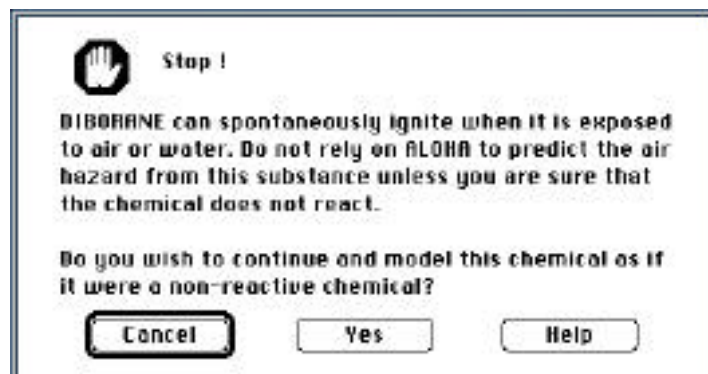 Stop !
DIBORANE can spontaneously ignite when it is exposed
to air or water. Do not rely on ALOHA to predict the air
hazard from this substance unless you are sure that
the chemical does not react.
Do you wish to continue and model this chemical as if
it were a non-reactive chemical?
Cancel Yes Help